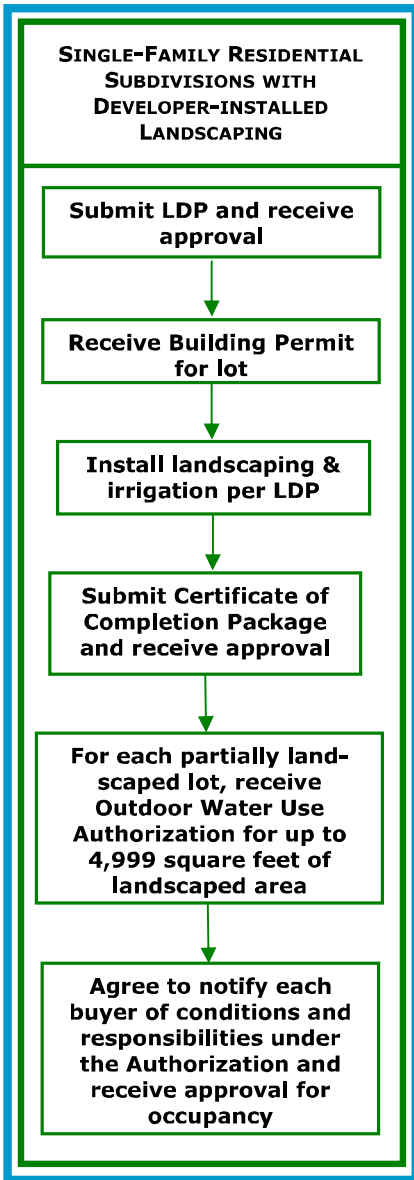 SINGLE-FAMILY RESIDENTIAL
SUBDIVISIONS WITH
DEVELOPER-INSTALLED
LANDSCAPING
Submit LDP and receive
approval
Receive Building Permit
for lot
Install landscaping &
irrigation per LDP
Submit Certificate of
Completion Package
and receive approval
For each partially land-
scaped lot, receive
Outdoor Water Use
Authorization for up to
4,999 square feet of
landscaped area
Agree to notify each
buyer of conditions and
responsibilities under
the Authorization and
receive approval for
occupancy